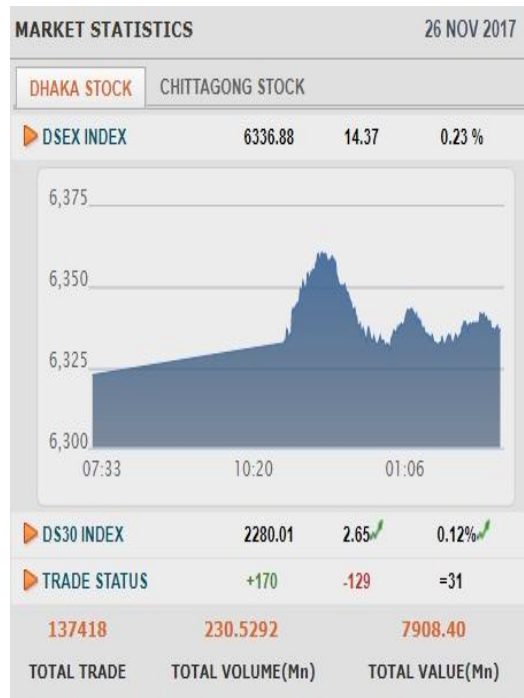 MARKET STATISTICS 26 NOV 2017
DHAKA STOCK CHITTAGONG STOCK
DSEX INDEX 6336.88 14.37 0.23 %
6,375
6,350
6,325
6,300
07:33 10:20 01:06
DS30 INDEX 2280.01 2.65 0.12%
TRADE STATUS +170 -129 =31
137418 230.5292 7908.40
TOTAL TRADE TOTAL VOLUME(Mn) TOTAL VALUE(Mn)